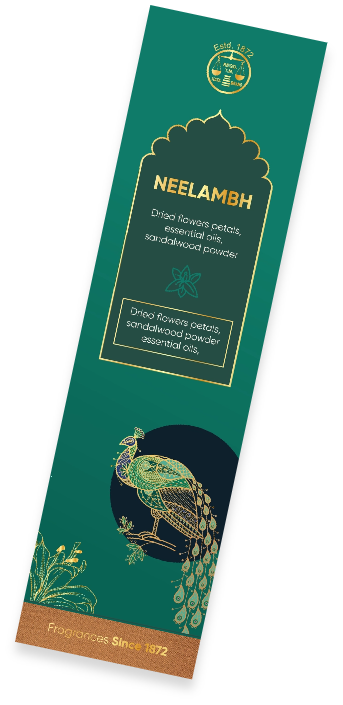 Estd. 1872
NEELAMBH
Dried flowers petals,
essential oils,
sandalwood powder
Dried flowers petals,
sandalwood powder
essential oils,
Fragrances Since 1872